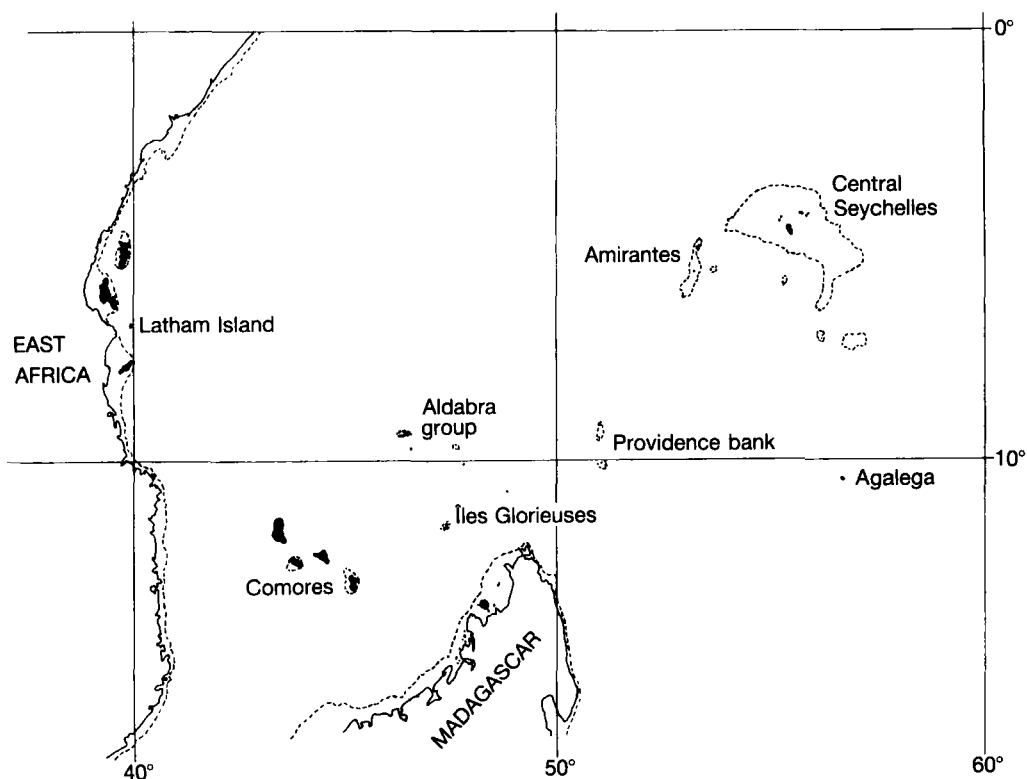 0°
Central
Seychelles
Amirantes
Latham Island
EAST
AFRICA
Aldabra
group
Providence bank
10°
Agalega
Îles Glorieuses
Comores
MADAGASCAR
40°
50°
60°